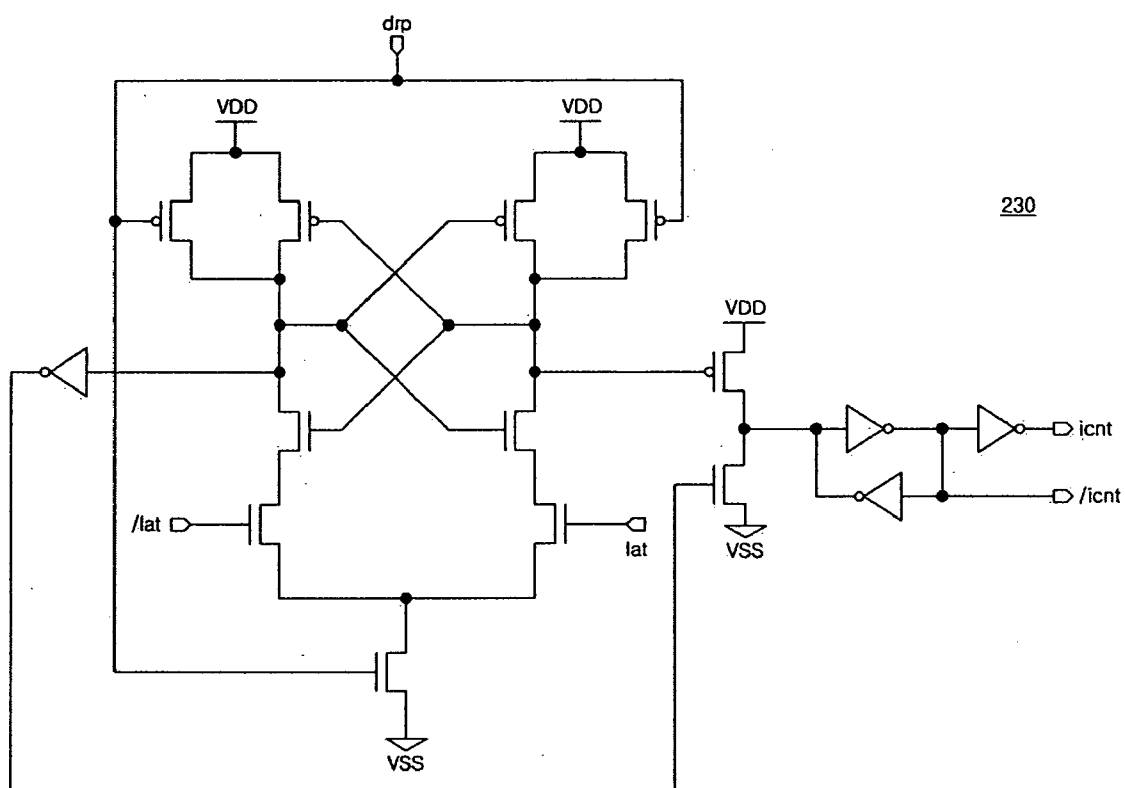 drp
VDD
VDD
230
VDD
icnt
/icnt
/lat
lat
VSS
VSS